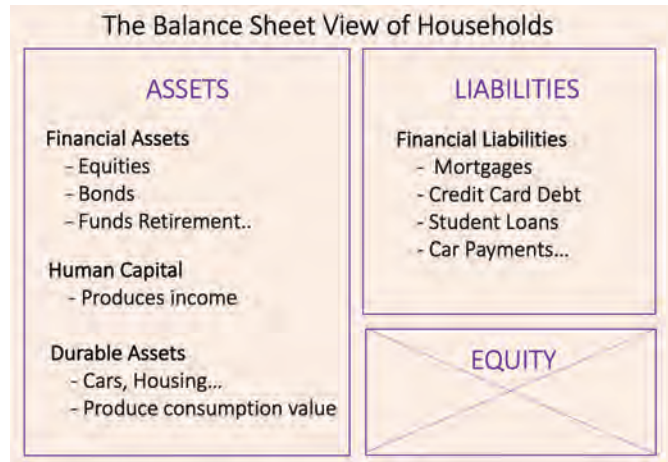 The Balance Sheet View of Households
ASSETS
Financial Assets
- Equities
- Bonds
- Funds Retirement..
Human Capital
- Produces income
Durable Assets
- Cars, Housing...
- Produce consumption value
LIABILITIES
Financial Liabilities
- Mortgages
- Credit Card Debt
- Student Loans
- Car Payments...
EQUITY